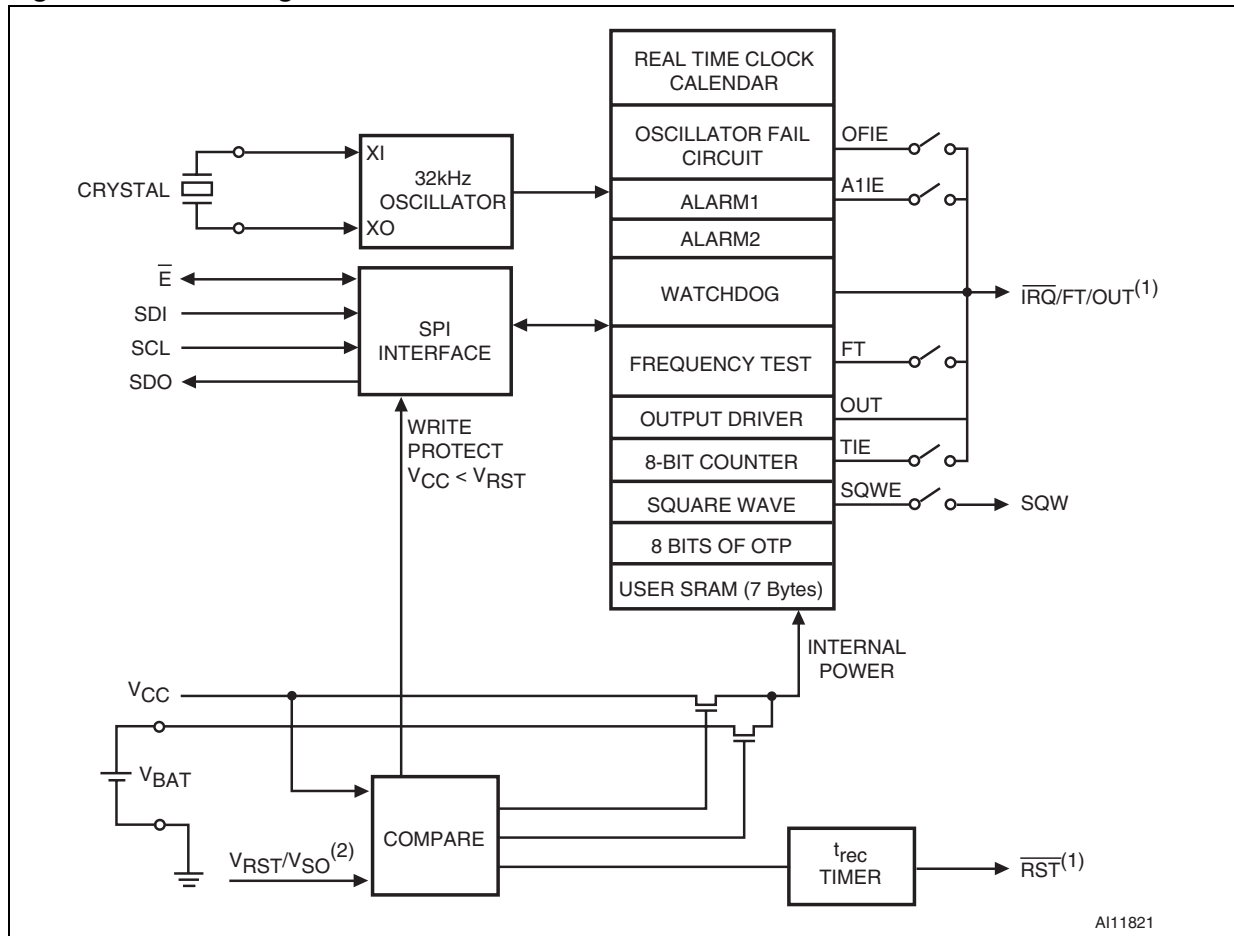 REAL TIME CLOCK
CALENDAR
OSCILLATOR FAIL
CIRCUIT
OFIE
XI
32kHz
OSCILLATOR
XO
CRYSTAL
ALARM1
A1IE
ALARM2
E
SDI
SCL
SDO
SPI
INTERFACE
WATCHDOG
IRQ/FT/OUT(1)
FREQUENCY TEST
FT
OUTPUT DRIVER
OUT
WRITE
PROTECT
VCC < VRST
8-BIT COUNTER
TIE
SQUARE WAVE
SQWE
SQW
8 BITS OF OTP
USER SRAM (7 Bytes)
INTERNAL
POWER
VCC
VBAT
COMPARE
VRST/VSO(2)
trec
TIMER
RST(1)
AI11821